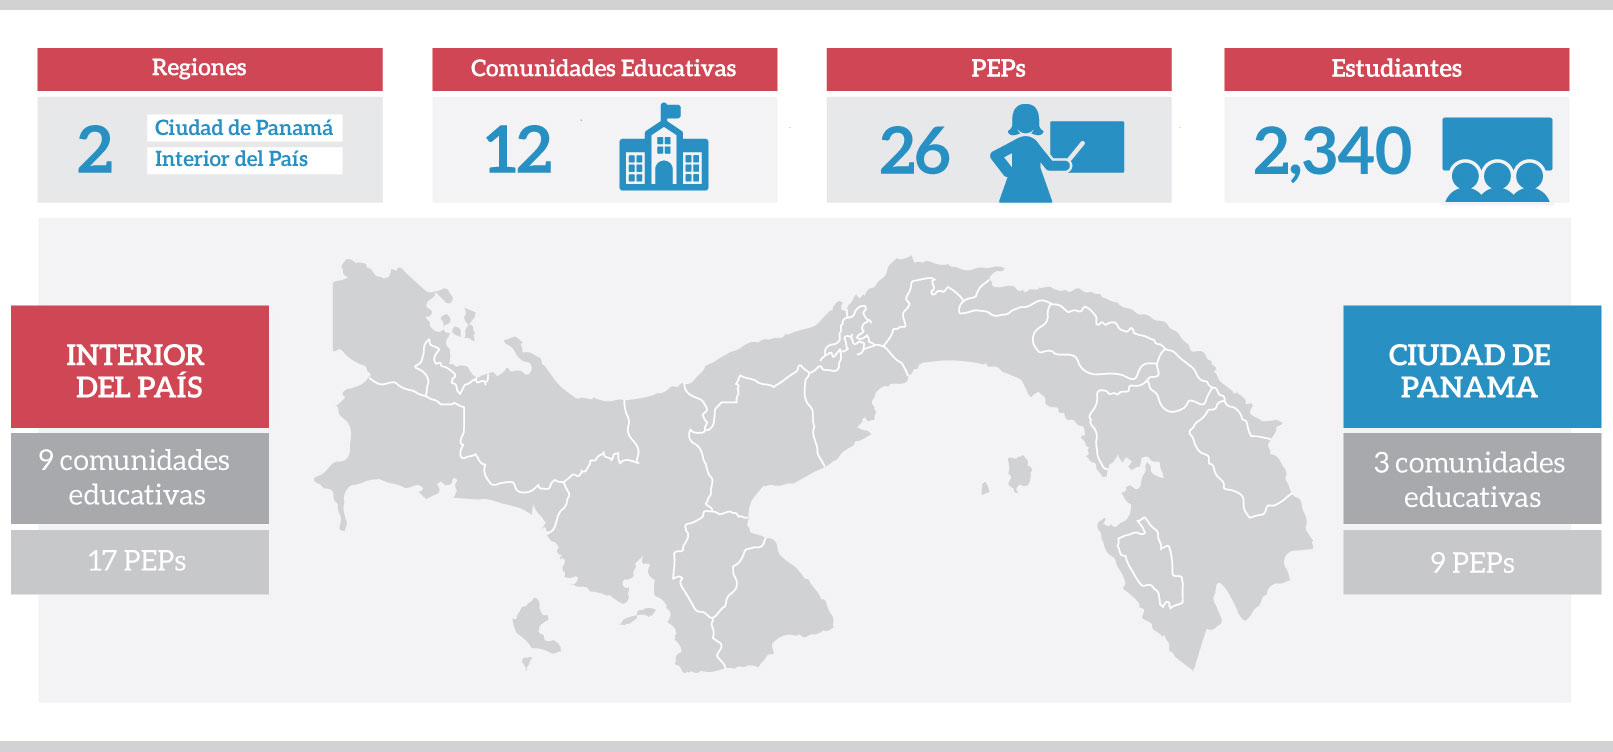 Regiones
2
Ciudad de Panamá
Interior del País
Comunidades Educativas
12
PEPs
26
Estudiantes
2,340
INTERIOR
DEL PAÍS
9 comunidades
educativas
17 PEPs
CIUDAD DE
PANAMA
3 comunidades
educativas
9 PEPs